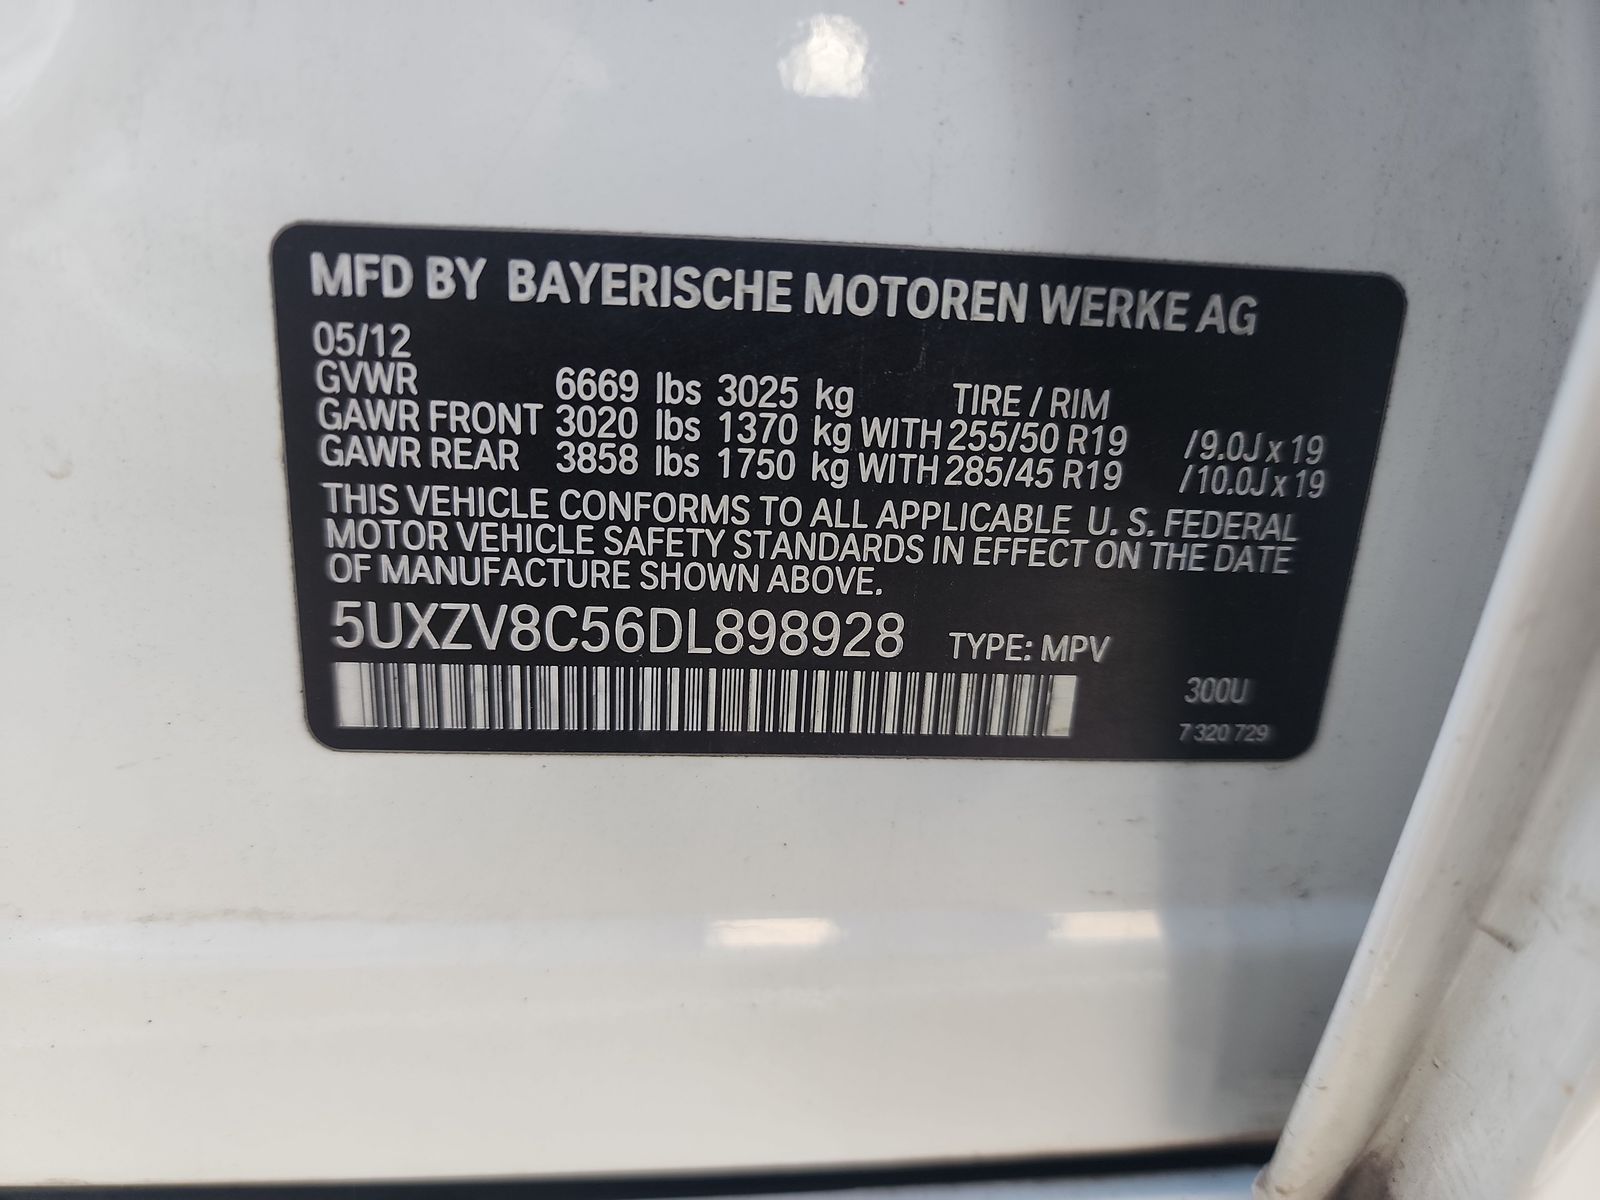 MFD BY BAYERISCHE MOTOREN WERKE AG
05/12
GVWR 6669 lbs 3025 kg TIRE / RIM
GAWR FRONT 3020 lbs 1370 kg WITH 255/50 R19 /9.0J x 19
GAWR REAR 3858 lbs 1750 kg WITH 285/45 R19 /10.0J x 19
THIS VEHICLE CONFORMS TO ALL APPLICABLE U. S. FEDERAL
MOTOR VEHICLE SAFETY STANDARDS IN EFFECT ON THE DATE
OF MANUFACTURE SHOWN ABOVE.
5UXZV8C56DL898928 TYPE: MPV
300U
7 320 729